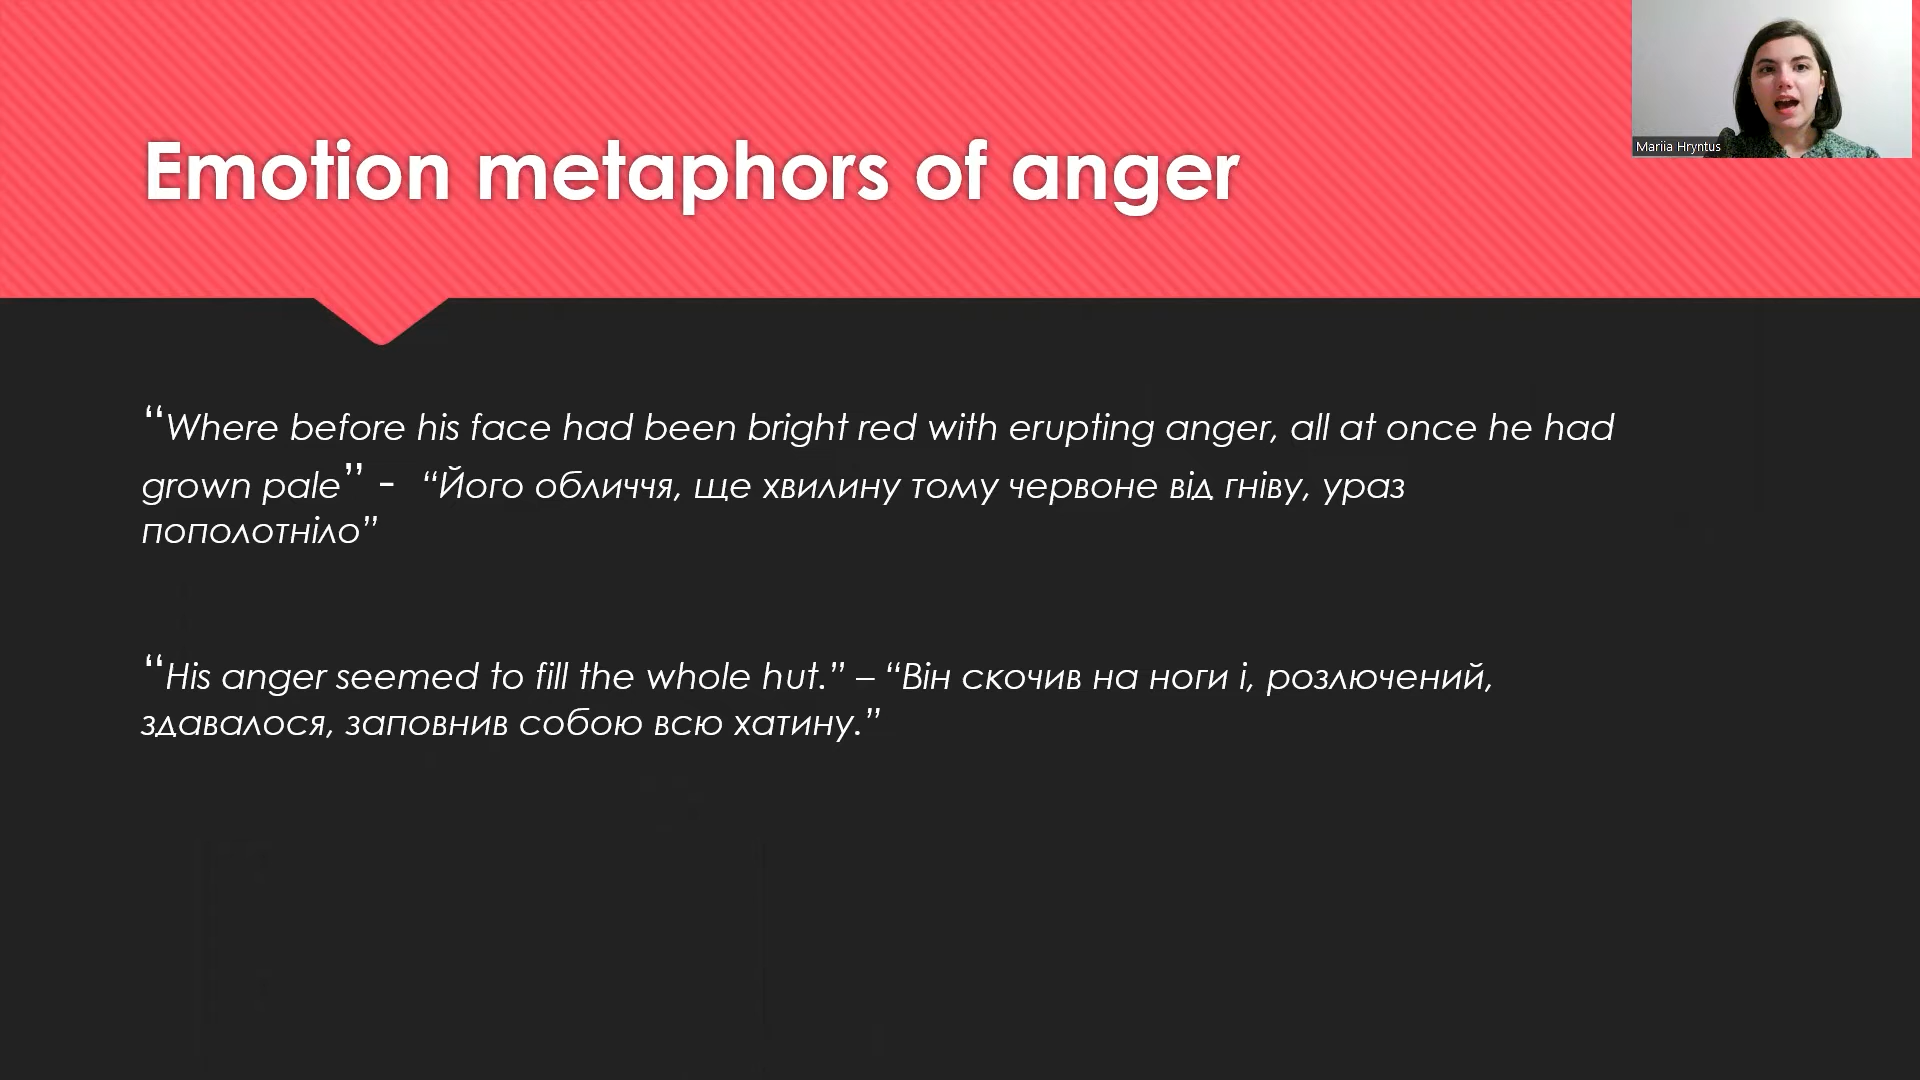 Mariia Hryntus
Emotion metaphors of anger
“Where before his face had been bright red with erupting anger, all at once he had
grown pale” - “Його обличчя, ще хвилину тому червоне від гніву, ураз
пополотніло”
“His anger seemed to fill the whole hut.” – “Він скочив на ноги і, розлючений,
здавалося, заповнив собою всю хатину.”